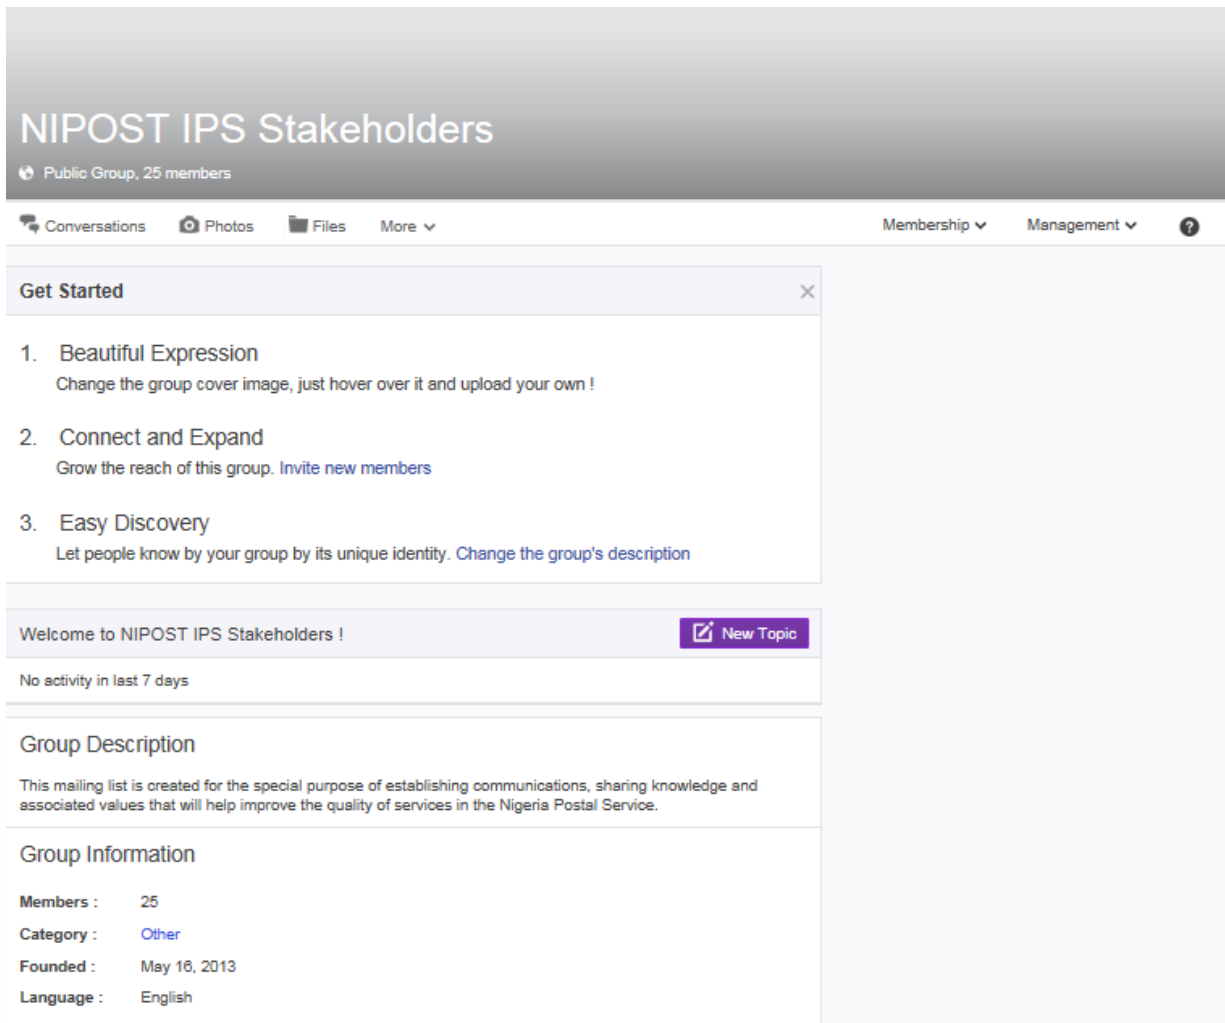 NIPOST IPS Stakeholders
Public Group, 25 members
Conversations Photos Files More Membership Management ?
Get Started ×
1. Beautiful Expression
Change the group cover image, just hover over it and upload your own !
2. Connect and Expand
Grow the reach of this group. Invite new members
3. Easy Discovery
Let people know by your group by its unique identity. Change the group's description
Welcome to NIPOST IPS Stakeholders ! New Topic
No activity in last 7 days
Group Description
This mailing list is created for the special purpose of establishing communications, sharing knowledge and
associated values that will help improve the quality of services in the Nigeria Postal Service.
Group Information
Members : 25
Category : Other
Founded : May 16, 2013
Language : English